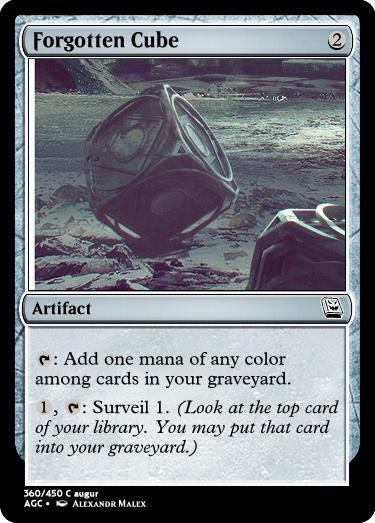 Forgotten Cube 2
Artifact
: Add one mana of any color
among cards in your graveyard.
1 , : Surveil 1. (Look at the top card
of your library. You may put that card
into your graveyard.)
360/450 C augur
AGC • Alexandr Malex